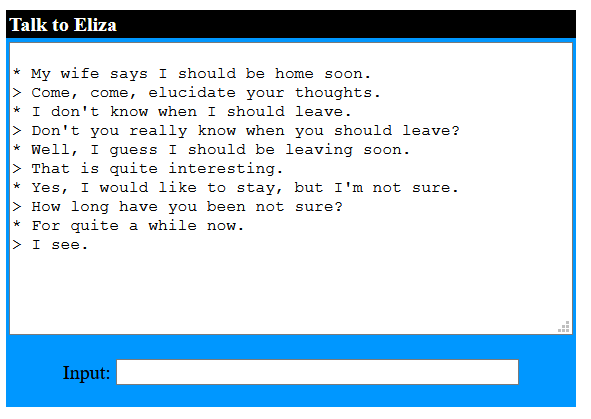 Talk to Eliza
* My wife says I should be home soon.
> Come, come, elucidate your thoughts.
* I don't know when I should leave.
> Don't you really know when you should leave?
* Well, I guess I should be leaving soon.
> That is quite interesting.
* Yes, I would like to stay, but I'm not sure.
> How long have you been not sure?
* For quite a while now.
> I see.
Input: